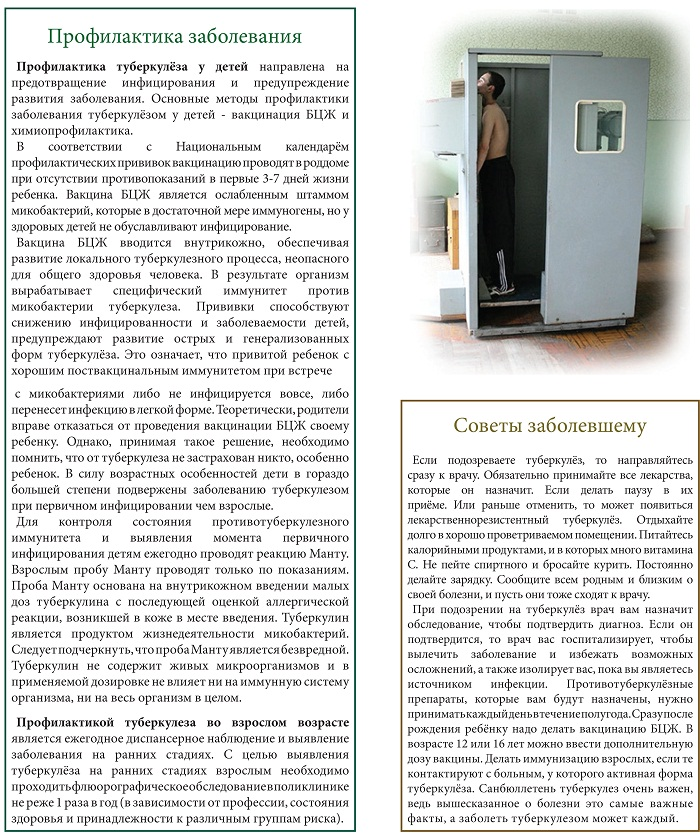 Профилактика заболевания
Профилактика туберкулёза у детей направлена на
предотвращение инфицирования и предупреждение
развития заболевания. Основные методы профилактики
заболевания туберкулёзом у детей - вакцинация БЦЖ и
химиопрофилактика.
В соответствии с Национальным календарём
профилактических прививок вакцинацию проводят в роддоме
при отсутствии противопоказаний в первые 3-7 дней жизни
ребенка. Вакцина БЦЖ является ослабленным штаммом
микобактерий, которые в достаточной мере иммуногены, но у
здоровых детей не обуславливают инфицирование.
Вакцина БЦЖ вводится внутрикожно, обеспечивая
развитие локального туберкулезного процесса, неопасного
для общего здоровья человека. В результате организм
вырабатывает специфический иммунитет против
микобактерии туберкулеза. Прививки способствуют
снижению инфицированности и заболеваемости детей,
предупреждают развитие острых и генерализованных
форм туберкулёза. Это означает, что привитой ребенок с
хорошим поствакцинальным иммунитетом при встрече
с микобактериями либо не инфицируется вовсе, либо
перенесет инфекцию в легкой форме. Теоретически, родители
вправе отказаться от проведения вакцинации БЦЖ своему
ребенку. Однако, принимая такое решение, необходимо
помнить, что от туберкулеза не застрахован никто, особенно
ребенок. В силу возрастных особенностей дети в гораздо
большей степени подвержены заболеванию туберкулезом
при первичном инфицировании чем взрослые.
Для контроля состояния противотуберкулезного
иммунитета и выявления момента первичного
инфицирования детям ежегодно проводят реакцию Манту.
Взрослым пробу Манту проводят только по показаниям.
Проба Манту основана на внутрикожном введении малых
доз туберкулина с последующей оценкой аллергической
реакции, возникшей в коже в месте введения. Туберкулин
является продуктом жизнедеятельности микобактерий.
Следует подчеркнуть, что проба Манту является безвредной.
Туберкулин не содержит живых микроорганизмов и в
применяемой дозировке не влияет ни на иммунную систему
организма, ни на весь организм в целом.
Профилактикой туберкулеза во взрослом возрасте
является ежегодное диспансерное наблюдение и выявление
заболевания на ранних стадиях. С целью выявления
туберкулёза на ранних стадиях взрослым необходимо
проходить флюорографическое обследование в поликлинике
не реже 1 раза в год (в зависимости от профессии, состояния
здоровья и принадлежности к различным группам риска).
Советы заболевшему
Если подозреваете туберкулёз, то направляйтесь
сразу к врачу. Обязательно принимайте все лекарства,
которые он назначит. Если делать паузу в их
приёме. Или раньше отменить, то может появиться
лекарственнорезистентный туберкулёз. Отдыхайте
долго в хорошо проветриваемом помещении. Питайтесь
калорийными продуктами, и в которых много витамина
С. Не пейте спиртного и бросайте курить. Постоянно
делайте зарядку. Сообщите всем родным и близким о
своей болезни, и пусть они тоже сходят к врачу.
При подозрении на туберкулёз врач вам назначит
обследование, чтобы подтвердить диагноз. Если он
подтвердится, то врач вас госпитализирует, чтобы
вылечить заболевание и избежать возможных
осложнений, а также изолирует вас, пока вы являетесь
источником инфекции. Противотуберкулёзные
препараты, которые вам будут назначены, нужно
принимать каждый день в течение полугода. Сразу после
рождения ребёнку надо делать вакцинацию БЦЖ. В
возрасте 12 или 16 лет можно ввести дополнительную
дозу вакцины. Делать иммунизацию взрослых, если те
контактируют с больным, у которого активная форма
туберкулёза. Санбюллетень туберкулез очень важен,
ведь вышесказанное о болезни это самые важные
факты, а заболеть туберкулезом может каждый.